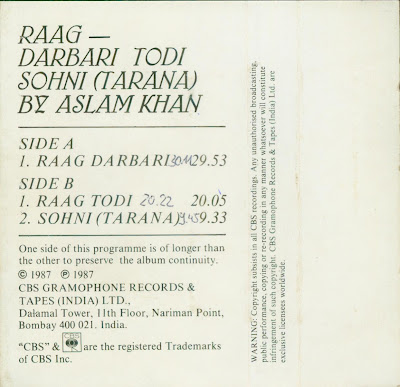 RAAG —
DARBARI TODI
SOHNI (TARANA)
BY ASLAM KHAN
SIDE A
1. RAAG DARBARI 29.53
SIDE B
1. RAAG TODI 20.22 20.05
2. SOHNI (TARANA) 9.33
One side of this programme is of longer
than the other to preserve the album continuity.
© 1987 ℗ 1987
CBS GRAMOPHONE RECORDS &
TAPES (INDIA) LTD.,
Dalamal Tower, 11th Floor, Nariman Point,
Bombay 400 021. India.
"CBS" & CBS are the registered Trademarks
of CBS Inc.
WARNING: Copyright subsists in all CBS recordings. Any unauthorised broadcasting,
public performance, copying or re-recording in any manner whatsoever will constitute
infringement of such copyright. CBS Gramophone Records & Tapes (India) Ltd. are
exclusive licensees worldwide.